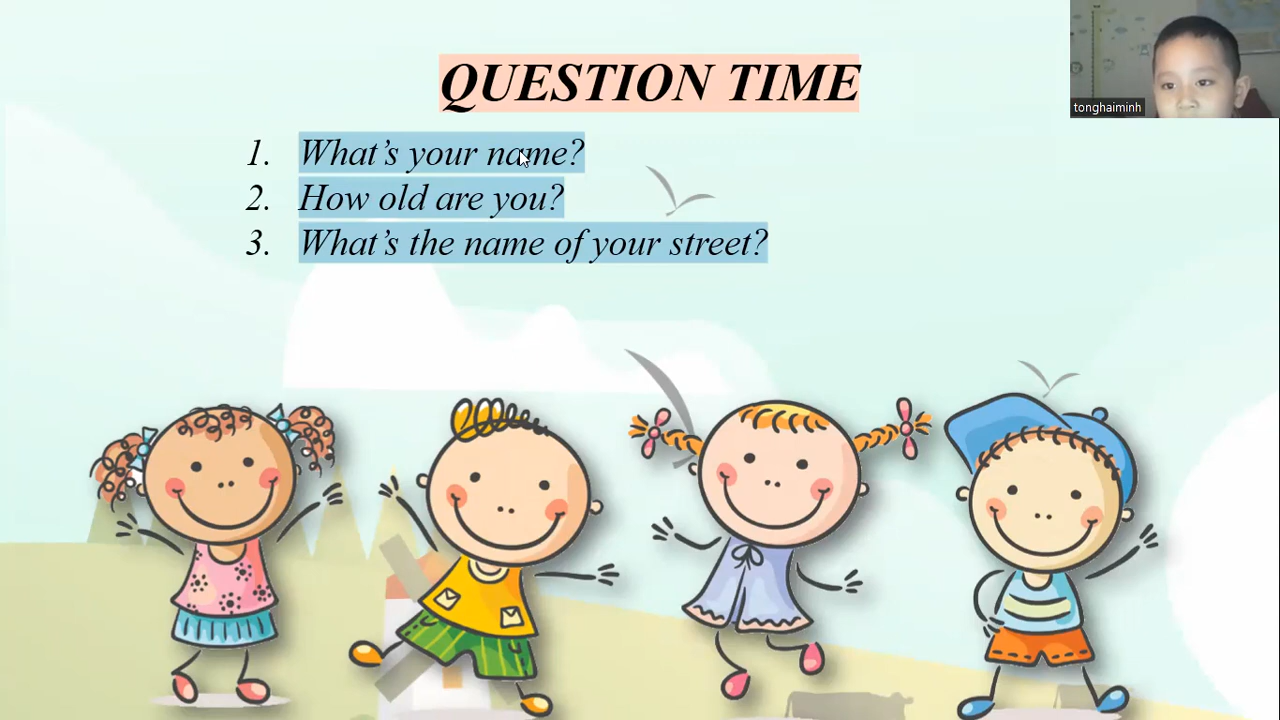 QUESTION TIME
tonghaiminh
1. What’s your name?
2. How old are you?
3. What’s the name of your street?